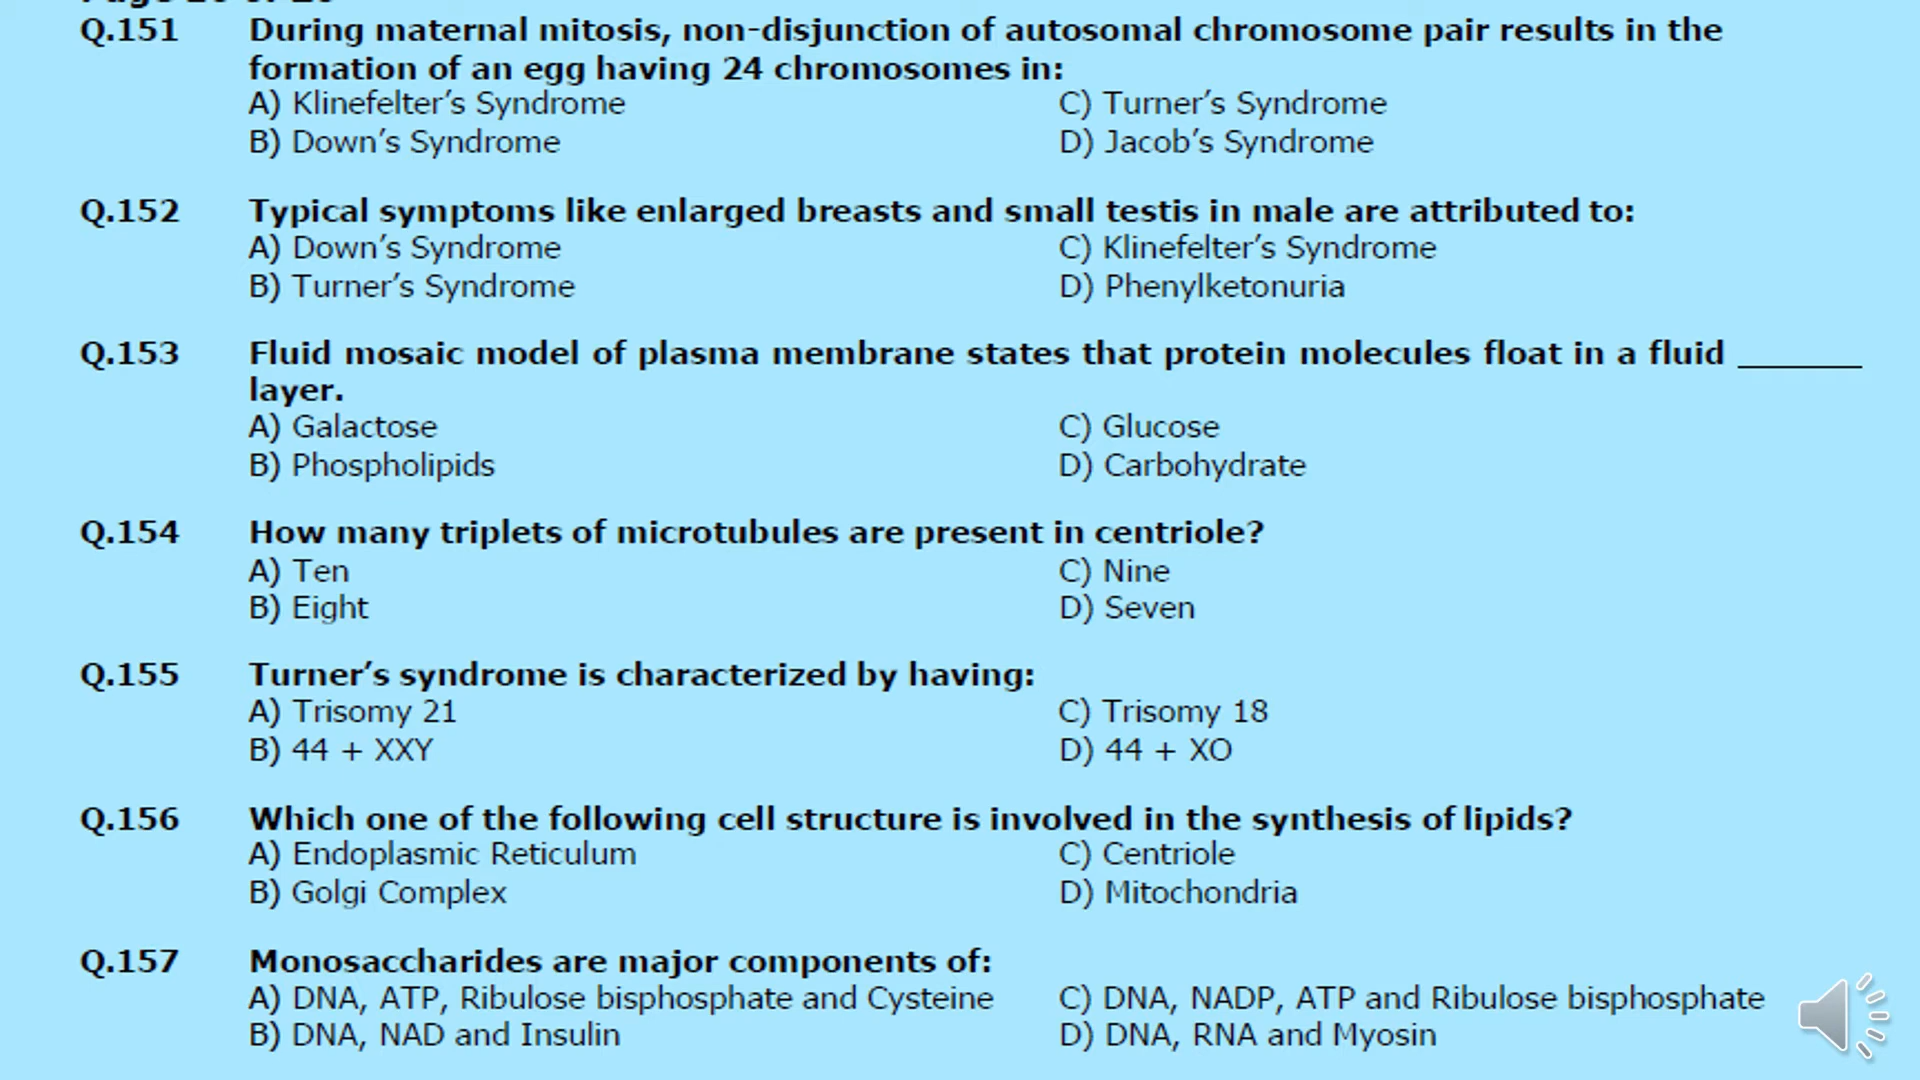 Q.151 During maternal mitosis, non-disjunction of autosomal chromosome pair results in the
formation of an egg having 24 chromosomes in:
A) Klinefelter's Syndrome C) Turner's Syndrome
B) Down's Syndrome D) Jacob's Syndrome
Q.152 Typical symptoms like enlarged breasts and small testis in male are attributed to:
A) Down's Syndrome C) Klinefelter's Syndrome
B) Turner's Syndrome D) Phenylketonuria
Q.153 Fluid mosaic model of plasma membrane states that protein molecules float in a fluid _______
layer.
A) Galactose C) Glucose
B) Phospholipids D) Carbohydrate
Q.154 How many triplets of microtubules are present in centriole?
A) Ten C) Nine
B) Eight D) Seven
Q.155 Turner's syndrome is characterized by having:
A) Trisomy 21 C) Trisomy 18
B) 44 + XXY D) 44 + XO
Q.156 Which one of the following cell structure is involved in the synthesis of lipids?
A) Endoplasmic Reticulum C) Centriole
B) Golgi Complex D) Mitochondria
Q.157 Monosaccharides are major components of:
A) DNA, ATP, Ribulose bisphosphate and Cysteine C) DNA, NADP, ATP and Ribulose bisphosphate
B) DNA, NAD and Insulin D) DNA, RNA and Myosin